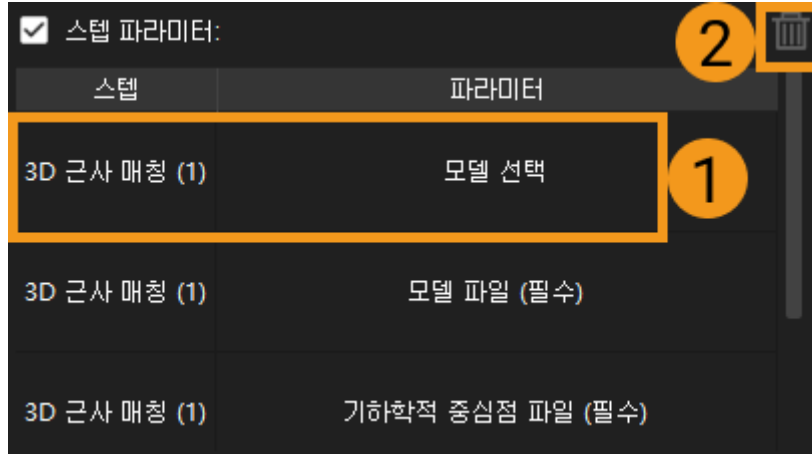 스텝 파라미터:
2
스텝 파라미터
3D 근사 매칭 (1) 모델 선택
1
3D 근사 매칭 (1) 모델 파일 (필수)
3D 근사 매칭 (1) 기하학적 중심점 파일 (필수)